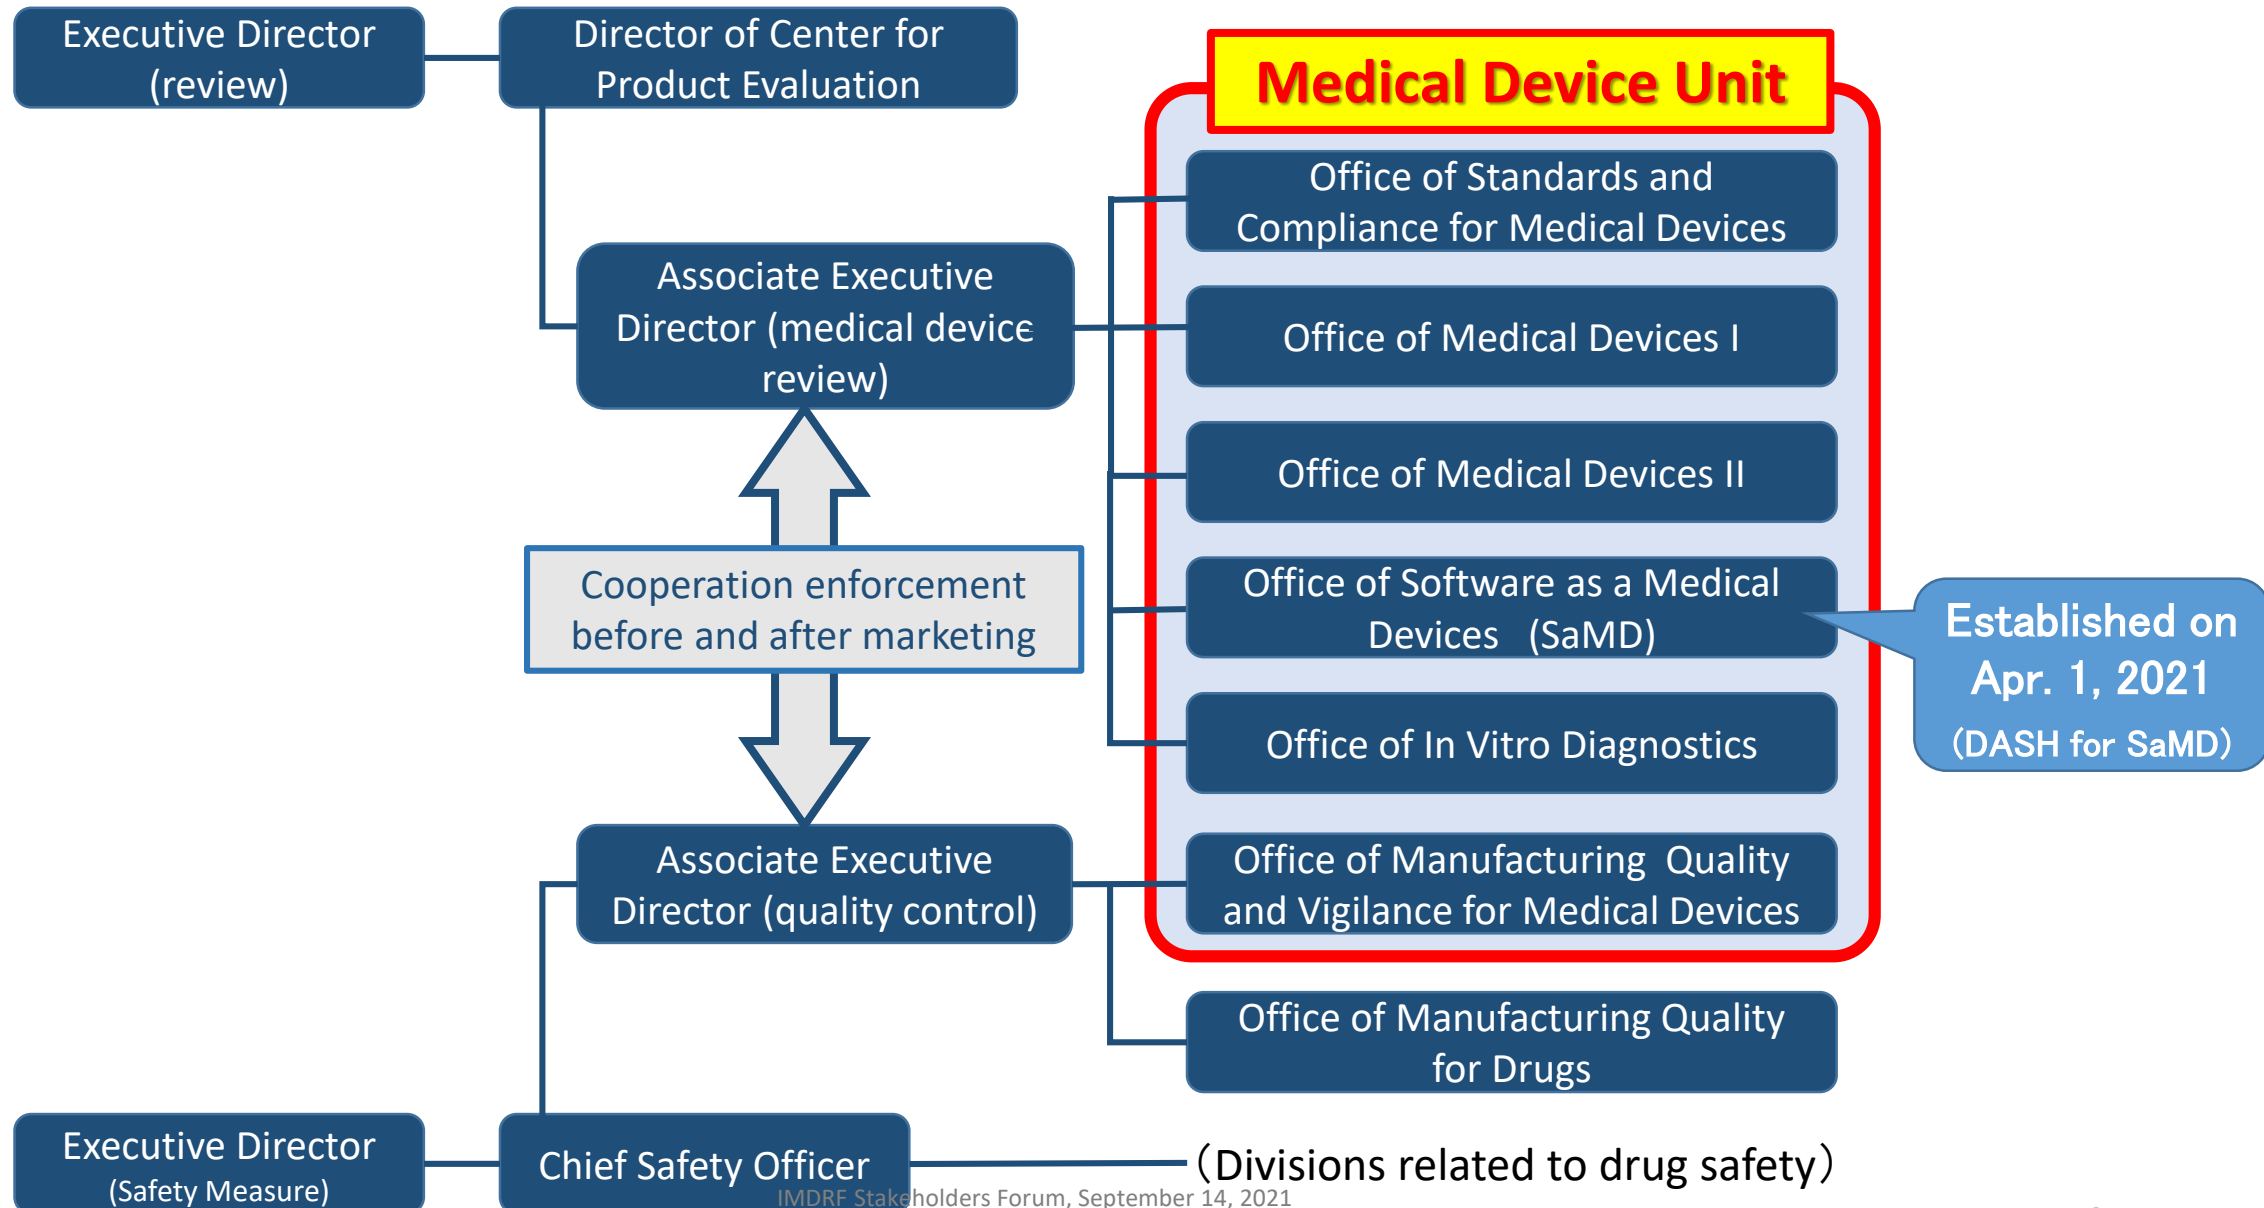 Executive Director
(review)
Director of Center for
Product Evaluation
Medical Device Unit
Office of Standards and
Compliance for Medical Devices
Associate Executive
Director (medical device
review)
Office of Medical Devices I
Office of Medical Devices II
Cooperation enforcement
before and after marketing
Office of Software as a Medical
Devices (SaMD)
Established on
Apr. 1, 2021
(DASH for SaMD)
Office of In Vitro Diagnostics
Associate Executive
Director (quality control)
Office of Manufacturing Quality
and Vigilance for Medical Devices
Office of Manufacturing Quality
for Drugs
Executive Director
(Safety Measure)
Chief Safety Officer
（Divisions related to drug safety）
IMDRF Stakeholders Forum, September 14, 2021